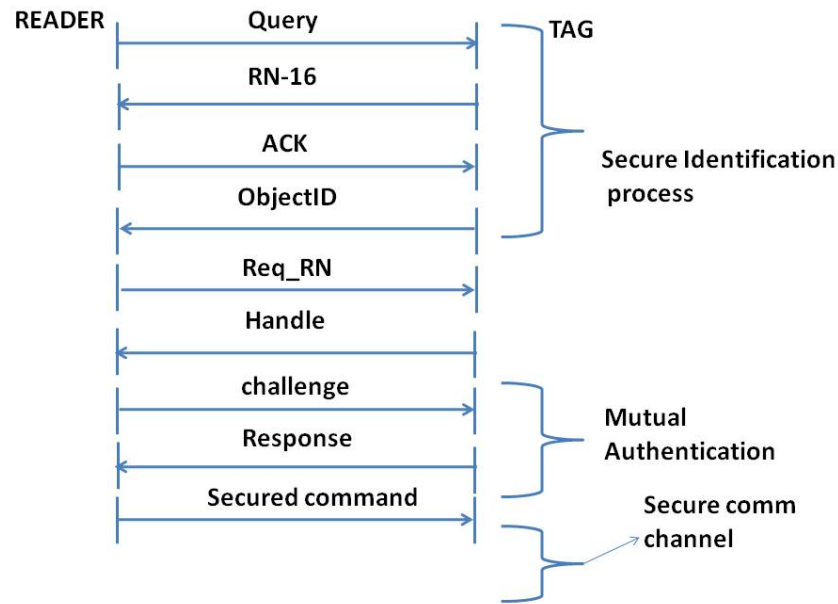 READER
Query
TAG
RN-16
ACK
Secure Identification
process
ObjectID
Req_RN
Handle
challenge
Mutual
Authentication
Response
Secured command
Secure comm
channel